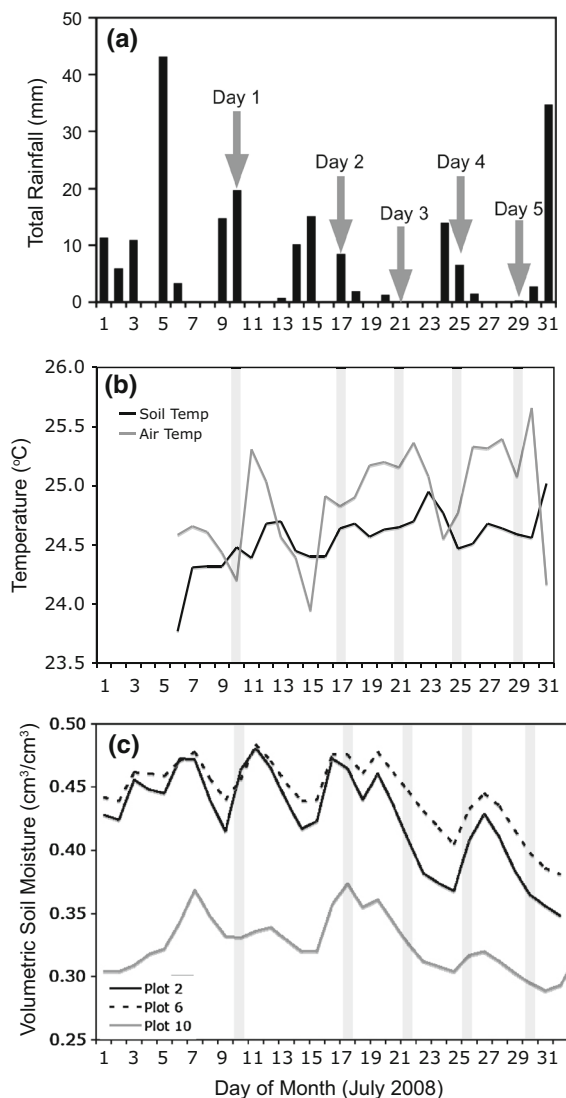 (a)
Total Rainfall (mm)
50
40
30
20
10
0
Day 1
Day 2
Day 3
Day 4
Day 5
1 3 5 7 9 11 13 15 17 19 21 23 25 27 29 31
(b)
Temperature (°C)
26.0
25.5
25.0
24.5
24.0
23.5
Soil Temp
Air Temp
1 3 5 7 9 11 13 15 17 19 21 23 25 27 29 31
(c)
Volumetric Soil Moisture (cm³/cm³)
0.50
0.45
0.40
0.35
0.30
0.25
Plot 2
Plot 6
Plot 10
1 3 5 7 9 11 13 15 17 19 21 23 25 27 29 31
Day of Month (July 2008)